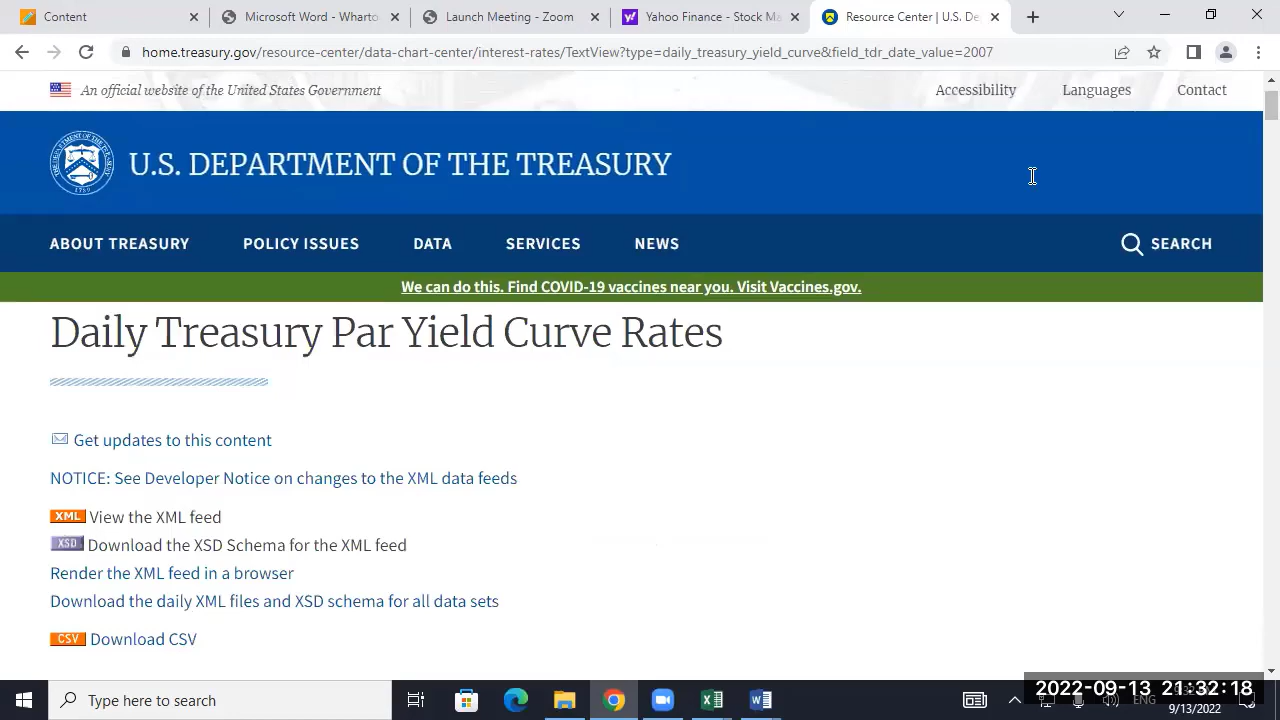 Content
Microsoft Word - Wharto
Launch Meeting - Zoom
Yahoo Finance - Stock Ma
Resource Center | U.S. De
home.treasury.gov/resource-center/data-chart-center/interest-rates/TextView?type=daily_treasury_yield_curve&field_tdr_date_value=2007
An official website of the United States Government
Accessibility Languages Contact
U.S. DEPARTMENT OF THE TREASURY
ABOUT TREASURY POLICY ISSUES DATA SERVICES NEWS SEARCH
We can do this. Find COVID-19 vaccines near you. Visit Vaccines.gov.
Daily Treasury Par Yield Curve Rates
Get updates to this content
NOTICE: See Developer Notice on changes to the XML data feeds
XML View the XML feed
XSD Download the XSD Schema for the XML feed
Render the XML feed in a browser
Download the daily XML files and XSD schema for all data sets
CSV Download CSV
Type here to search
2022-09-13 21:32:18
ENG
9/13/2022